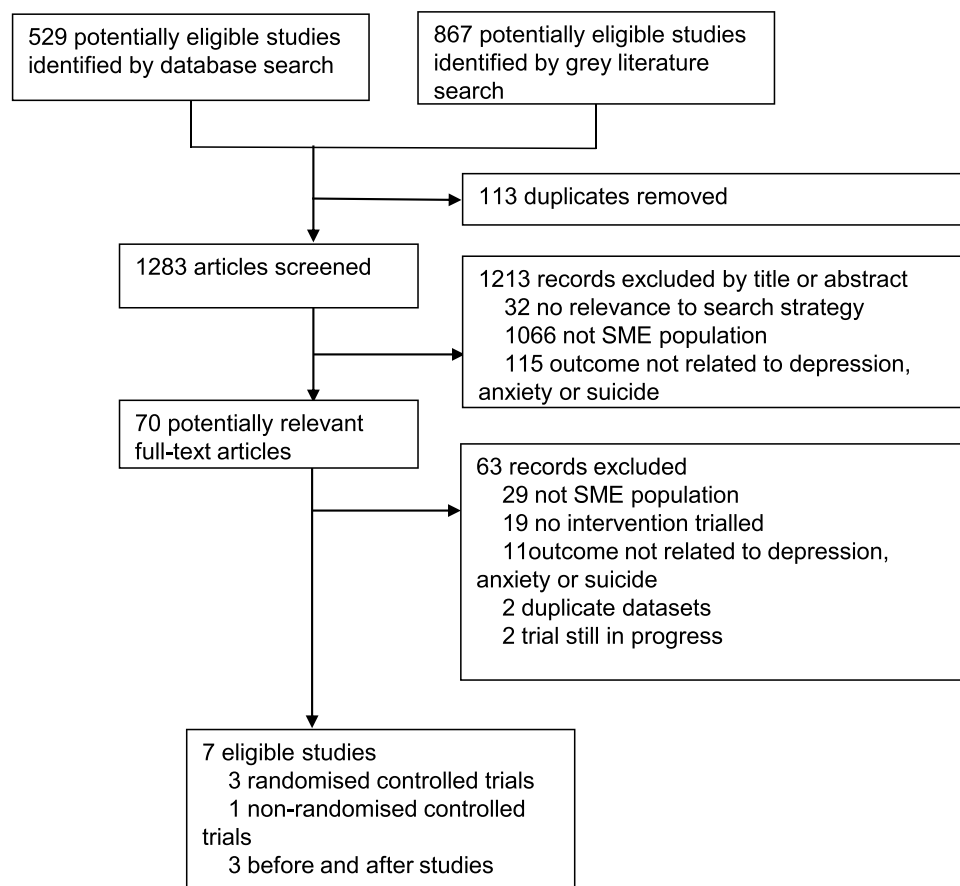 529 potentially eligible studies
identified by database search
867 potentially eligible studies
identified by grey literature
search
113 duplicates removed
1283 articles screened
1213 records excluded by title or abstract
32 no relevance to search strategy
1066 not SME population
115 outcome not related to depression,
anxiety or suicide
70 potentially relevant
full-text articles
63 records excluded
29 not SME population
19 no intervention trialled
11outcome not related to depression,
anxiety or suicide
2 duplicate datasets
2 trial still in progress
7 eligible studies
3 randomised controlled trials
1 non-randomised controlled
trials
3 before and after studies